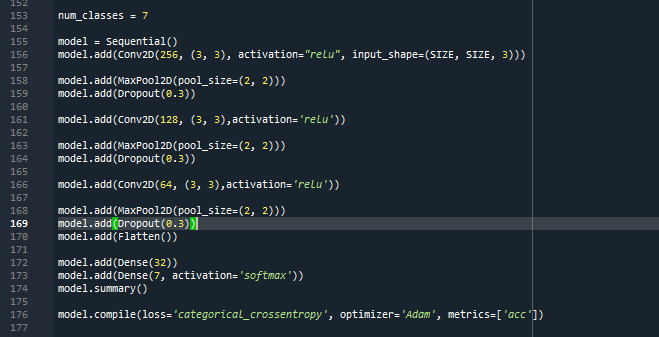 152
153 num_classes = 7
154
155 model = Sequential()
156 model.add(Conv2D(256, (3, 3), activation="relu", input_shape=(SIZE, SIZE, 3)))
157
158 model.add(MaxPool2D(pool_size=(2, 2)))
159 model.add(Dropout(0.3))
160
161 model.add(Conv2D(128, (3, 3),activation='relu'))
162
163 model.add(MaxPool2D(pool_size=(2, 2)))
164 model.add(Dropout(0.3))
165
166 model.add(Conv2D(64, (3, 3),activation='relu'))
167
168 model.add(MaxPool2D(pool_size=(2, 2)))
169 model.add(Dropout(0.3))
170 model.add(Flatten())
171
172 model.add(Dense(32))
173 model.add(Dense(7, activation='softmax'))
174 model.summary()
175
176 model.compile(loss='categorical_crossentropy', optimizer='Adam', metrics=['acc'])
177